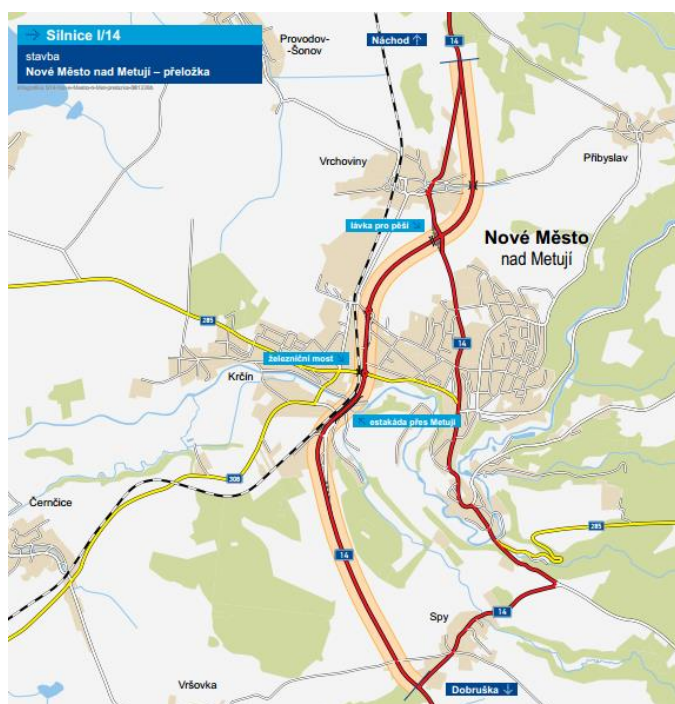 → Silnice I/14
stavba
Nové Město nad Metují – přeložka
Provodov-
-Šonov
Náchod ↑
14
Vrchoviny
Přibyslav
lávka pro pěší
Nové Město
nad Metují
285
14
železniční most
Krčín
estakáda přes Metují
308
Černčice
285
14
Spy
14
Vršovka
Dobruška ↓